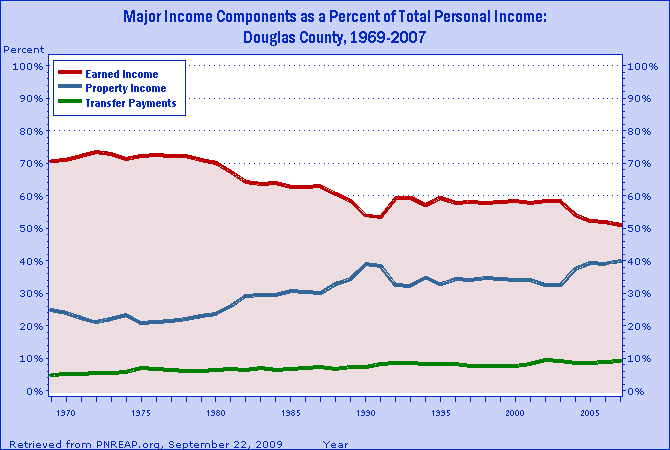 Major Income Components as a Percent of Total Personal Income:
Douglas County, 1969-2007
Percent
Earned Income
Property Income
Transfer Payments
100% 100%
90% 90%
80% 80%
70% 70%
60% 60%
50% 50%
40% 40%
30% 30%
20% 20%
10% 10%
0% 0%
1970 1975 1980 1985 1990 1995 2000 2005
Retrieved from PNREAP.org, September 22, 2009 Year